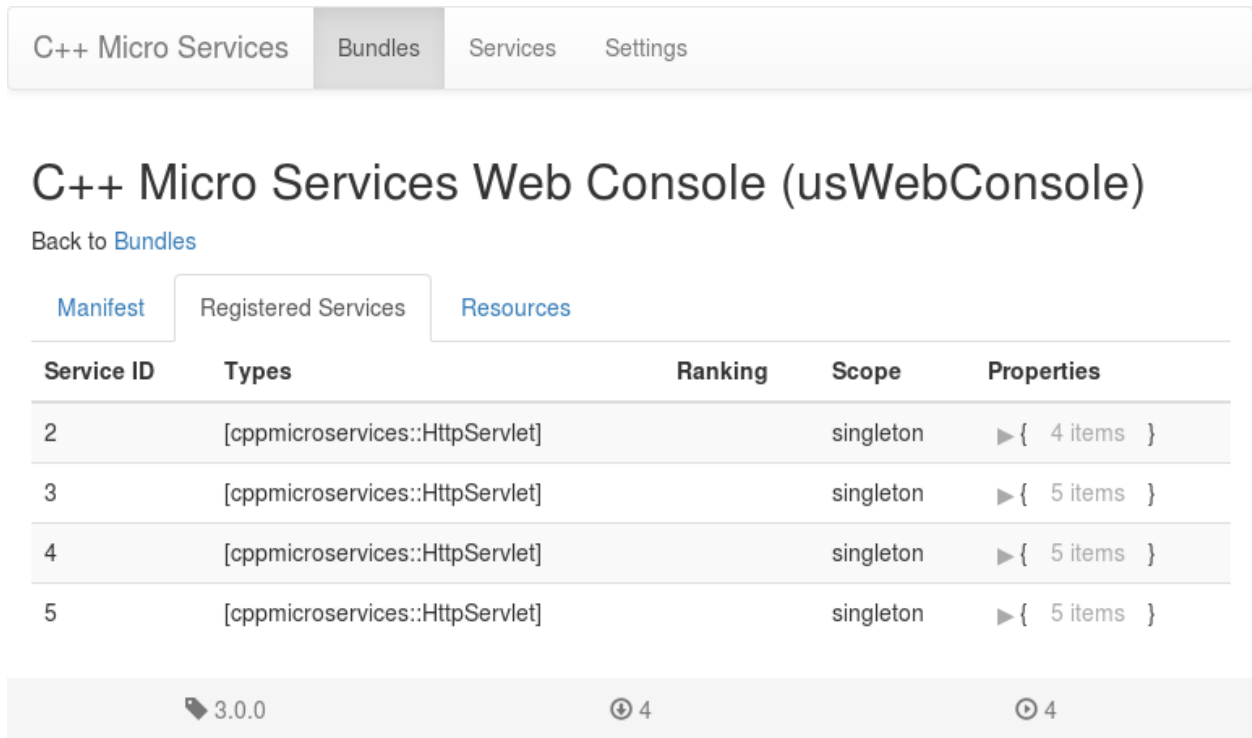 C++ Micro Services Bundles Services Settings
C++ Micro Services Web Console (usWebConsole)
Back to Bundles
Manifest Registered Services Resources
Service ID Types Ranking Scope Properties
2 [cppmicroservices::HttpServlet] singleton ▶ { 4 items }
3 [cppmicroservices::HttpServlet] singleton ▶ { 5 items }
4 [cppmicroservices::HttpServlet] singleton ▶ { 5 items }
5 [cppmicroservices::HttpServlet] singleton ▶ { 5 items }
3.0.0 4 4